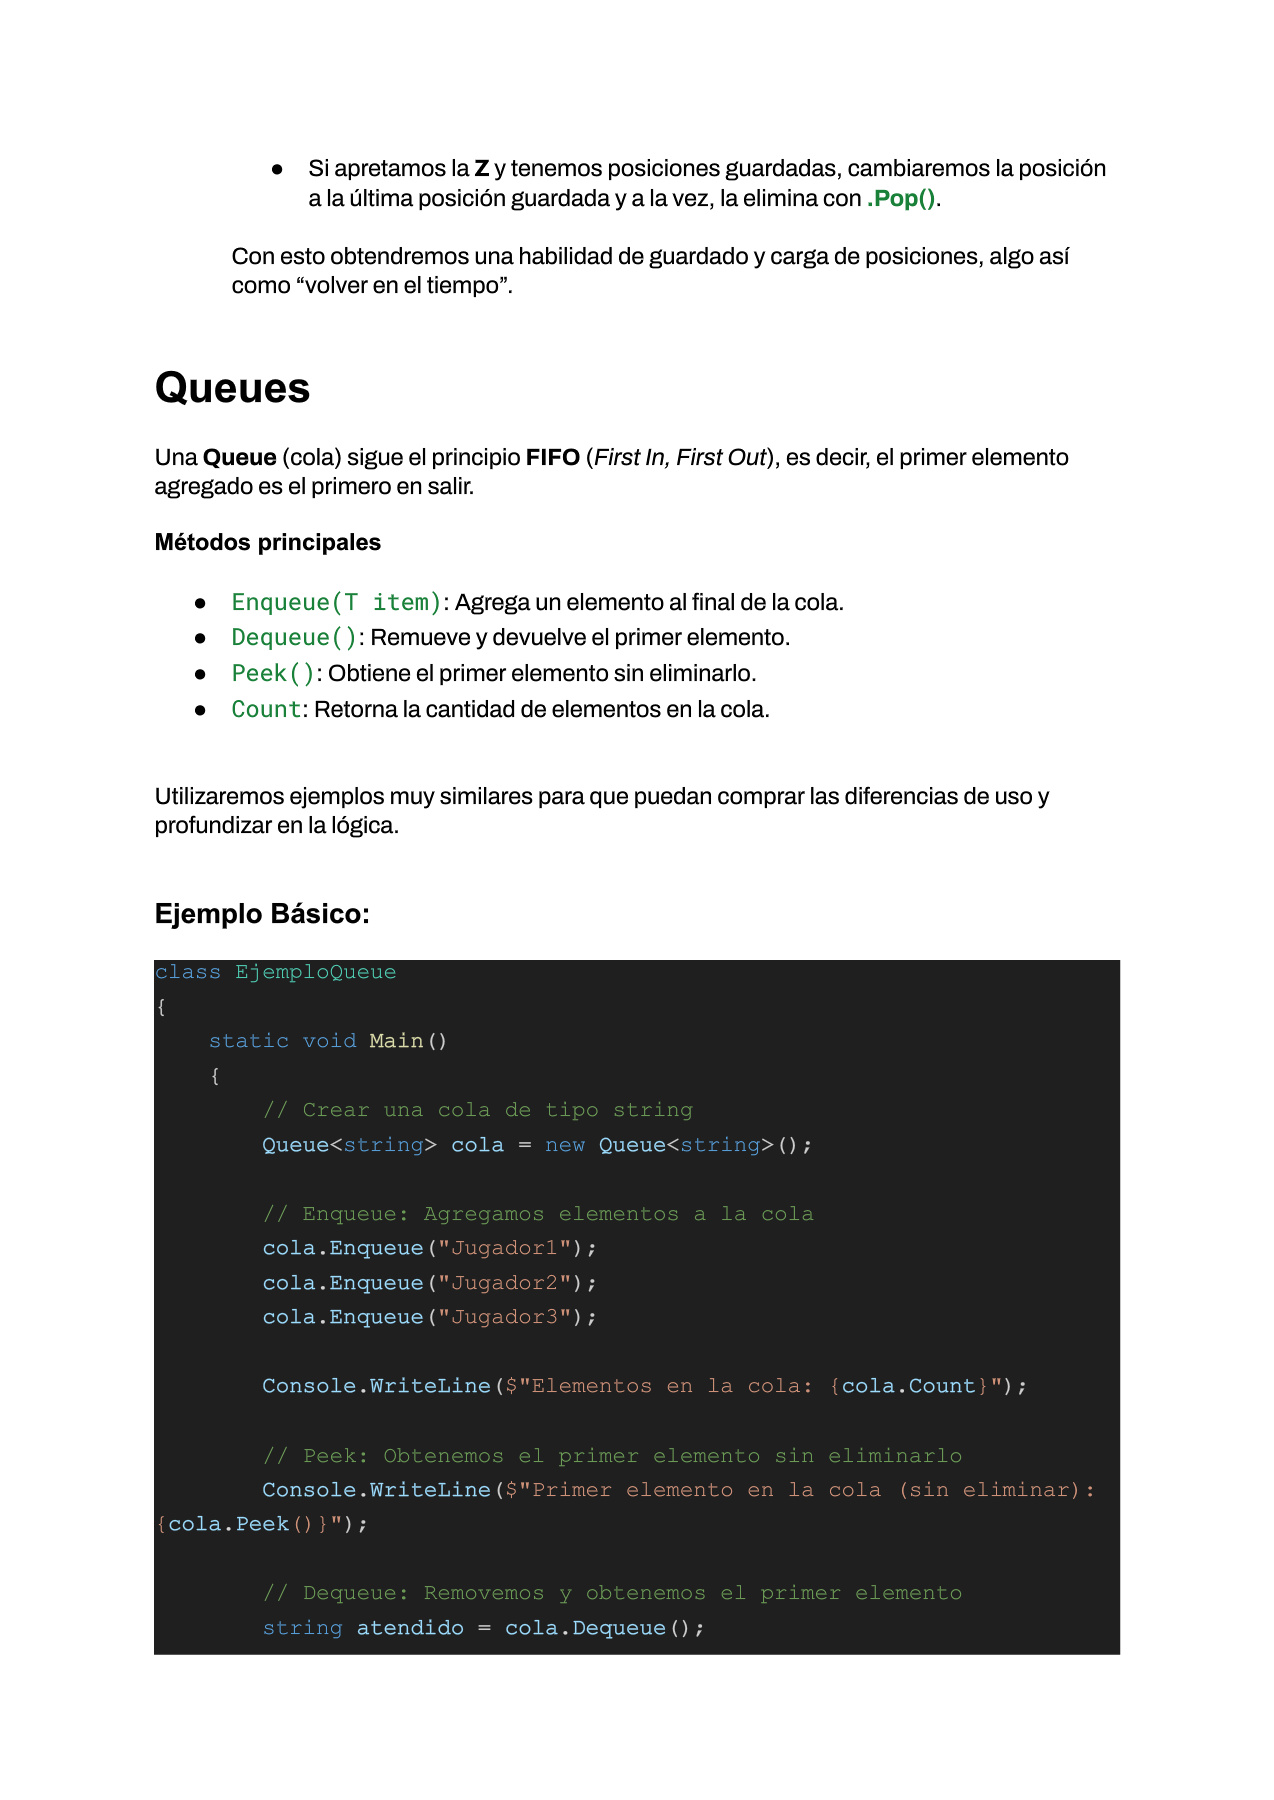 ● Si apretamos la Z y tenemos posiciones guardadas, cambiaremos la posición
a la última posición guardada y a la vez, la elimina con .Pop().
Con esto obtendremos una habilidad de guardado y carga de posiciones, algo así
como “volver en el tiempo”.
Queues
Una Queue (cola) sigue el principio FIFO (First In, First Out), es decir, el primer elemento
agregado es el primero en salir.
Métodos principales
● Enqueue(T item): Agrega un elemento al final de la cola.
● Dequeue(): Remueve y devuelve el primer elemento.
● Peek(): Obtiene el primer elemento sin eliminarlo.
● Count: Retorna la cantidad de elementos en la cola.
Utilizaremos ejemplos muy similares para que puedan comprar las diferencias de uso y
profundizar en la lógica.
Ejemplo Básico:
class EjemploQueue
{
    static void Main()
    {
        // Crear una cola de tipo string
        Queue<string> cola = new Queue<string>();
        // Enqueue: Agregamos elementos a la cola
        cola.Enqueue("Jugador1");
        cola.Enqueue("Jugador2");
        cola.Enqueue("Jugador3");
        Console.WriteLine($"Elementos en la cola: {cola.Count}");
        // Peek: Obtenemos el primer elemento sin eliminarlo
        Console.WriteLine($"Primer elemento en la cola (sin eliminar):
{cola.Peek()}");
        // Dequeue: Removemos y obtenemos el primer elemento
        string atendido = cola.Dequeue();